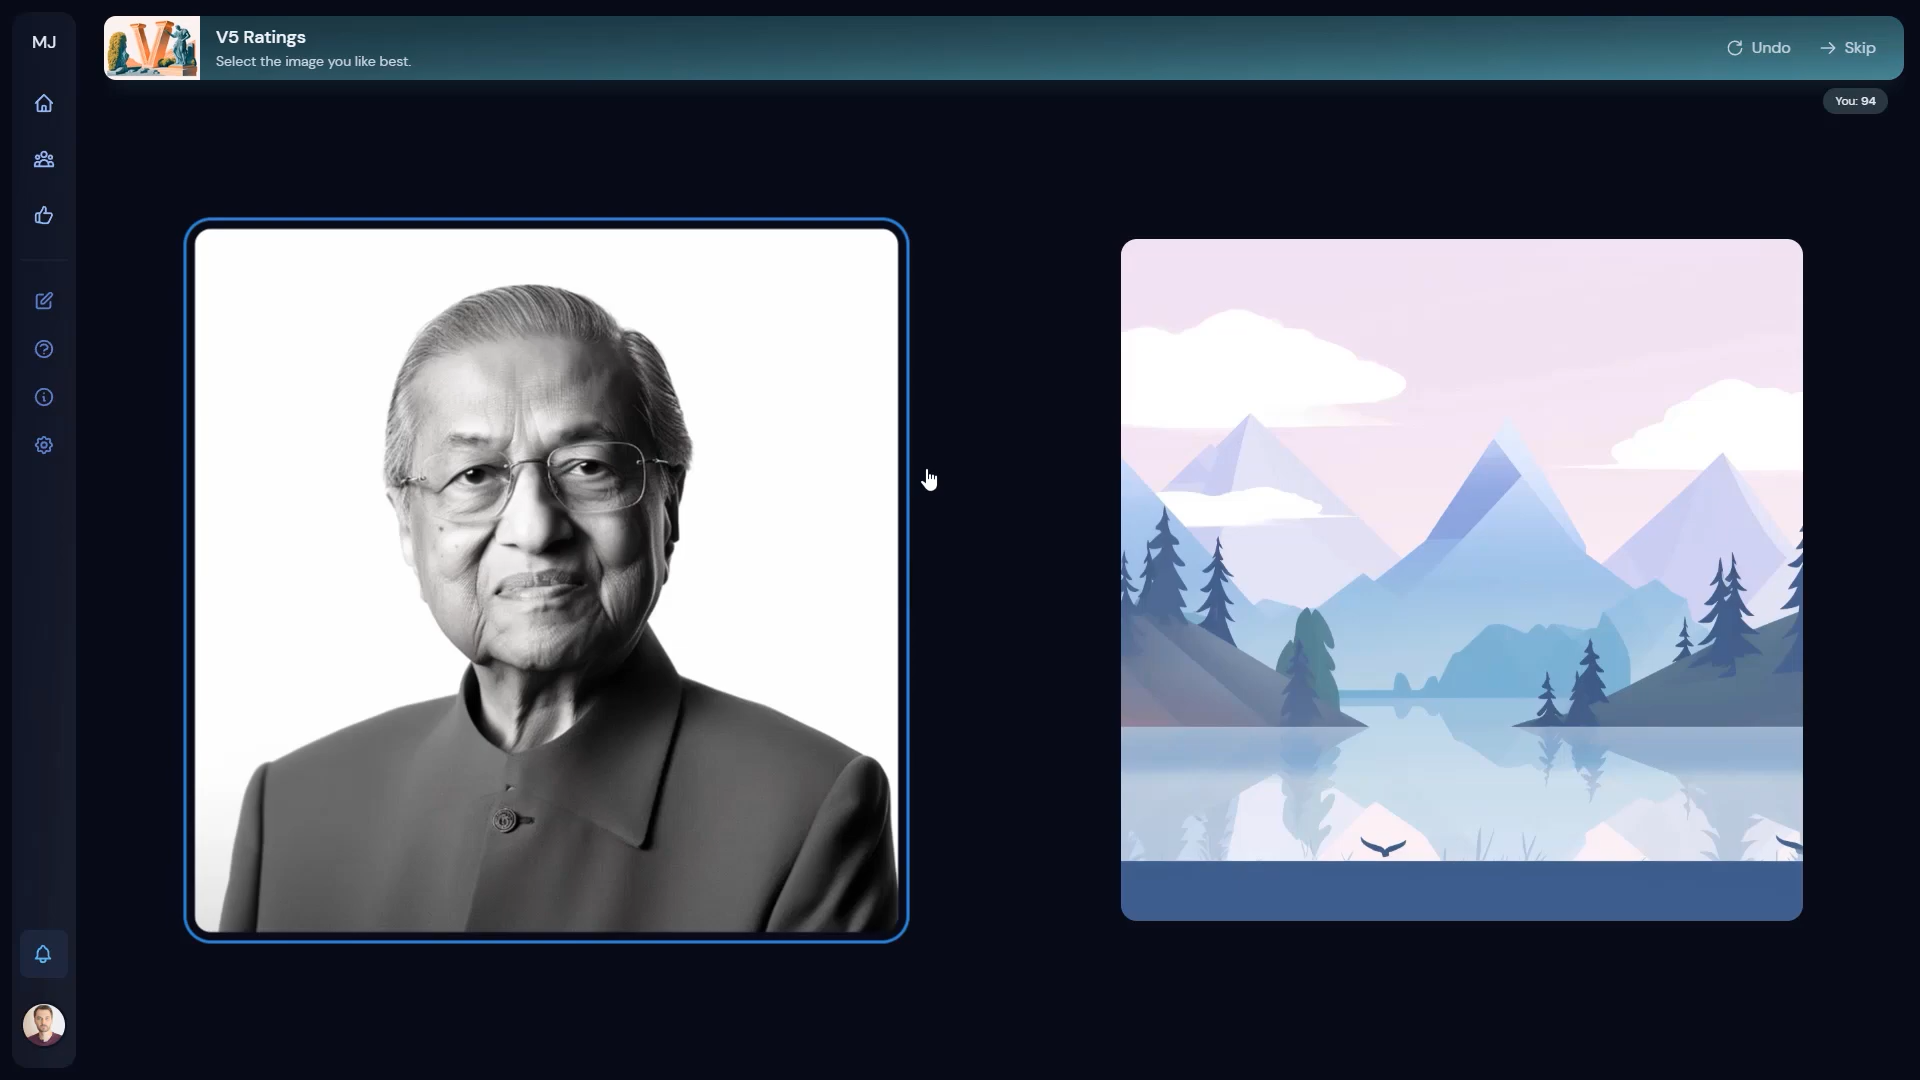 MJ
V5 Ratings
Select the image you like best.
Undo
Skip
You: 94